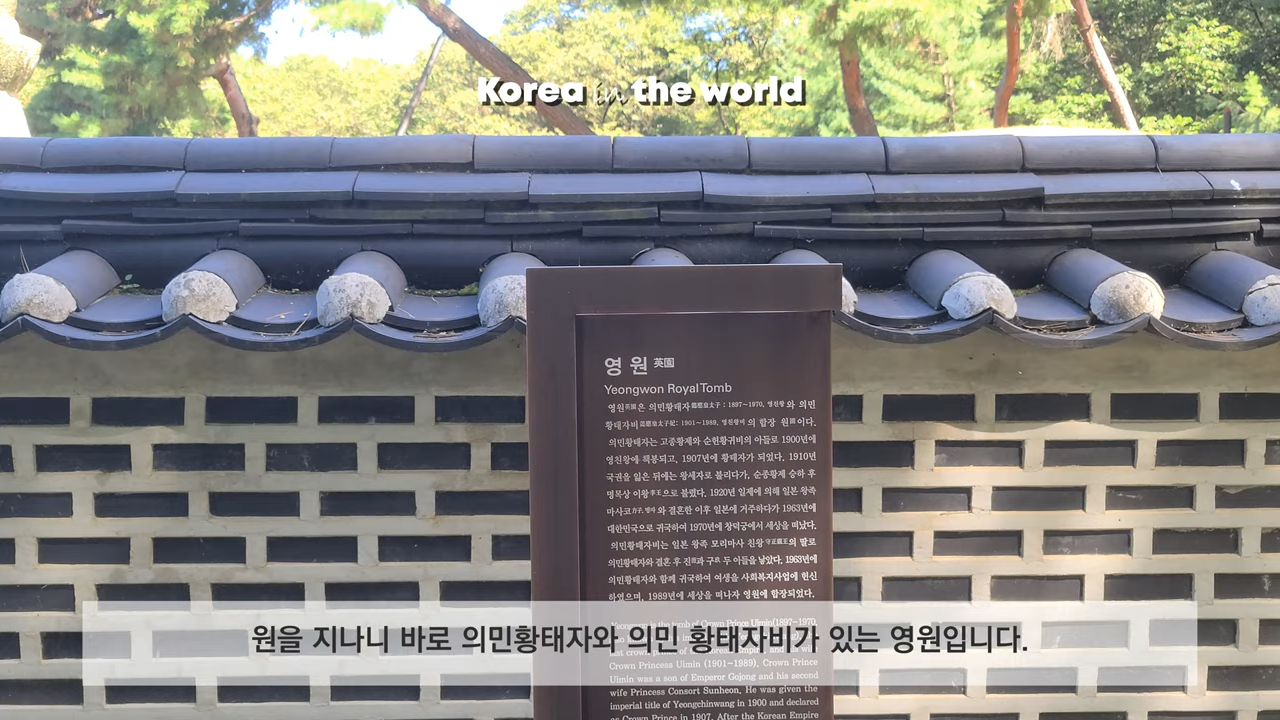 Korea in the world
영 원 英園
Yeongwon Royal Tomb
영원英園은 의민황태자懿愍皇太子 : 1897~1970, 영친왕와 의민
황태자비懿愍皇太子妃: 1901~1989, 영친왕비의 합장 원園이다.
의민황태자는 고종황제와 순헌황귀비의 아들로 1900년에
영친왕에 책봉되고, 1907년에 황태자가 되었다. 1910년
국권을 잃은 뒤에는 왕세자로 불리다가, 순종황제 승하 후
명목상 이왕李王으로 불렸다. 1920년 일제에 의해 일본 왕족
마사코方子, 방자와 결혼한 이후 일본에 거주하다가 1963년에
대한민국으로 귀국하여 1970년에 창덕궁에서 세상을 떠났다.
의민황태자비는 일본 왕족 모리마사 친왕守正親王의 딸로
의민황태자와 결혼 후 진晉과 구玖 두 아들을 낳았다. 1963년에
의민황태자와 함께 귀국하여 여생을 사회복지사업에 헌신
하였으며, 1989년에 세상을 떠나자 영원에 합장되었다.
Yeongwon is the tomb of Crown Prince Uimin(1897-1970,
원을 지나니 바로 의민황태자와 의민 황태자비가 있는 영원입니다.
Crown Princess Uimin (1901~1989). Crown Prince
Uimin was a son of Emperor Gojong and his second
wife Princess Consort Sunheon. He was given the
imperial title of Yeongchinwang in 1900 and declared
as Crown Prince in 1907. After the Korean Empire